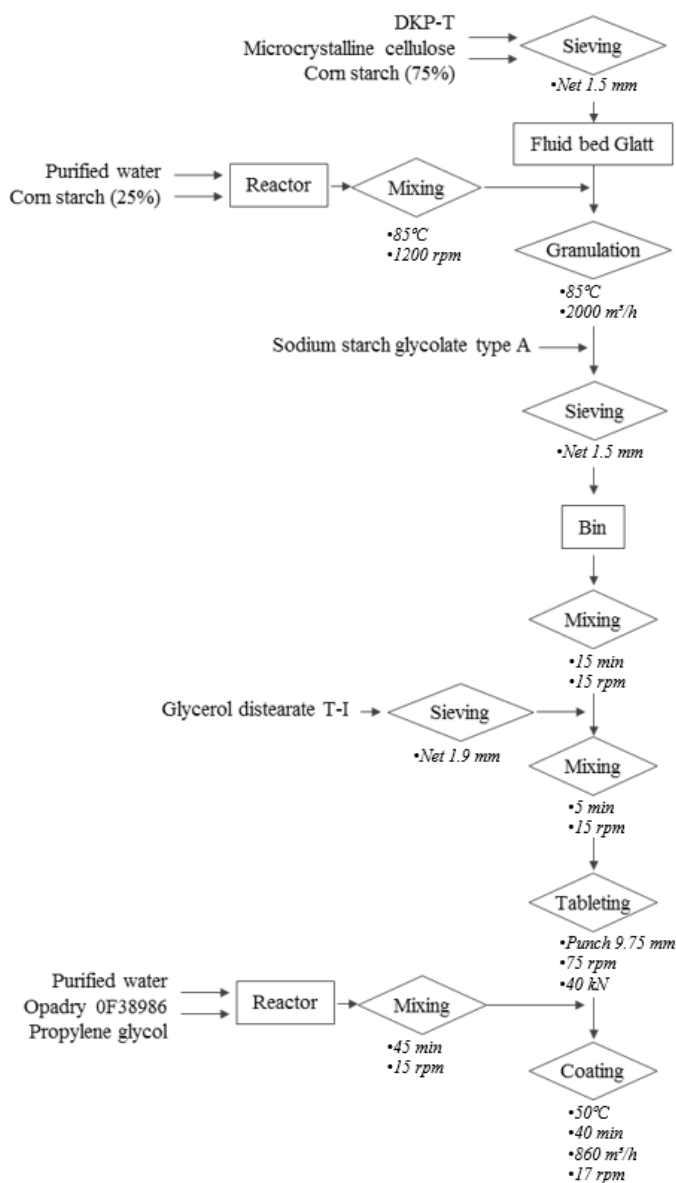 DKP-T
Microcrystalline cellulose
Corn starch (75%)
Sieving
•Net 1.5 mm
Fluid bed Glatt
Purified water
Corn starch (25%)
Reactor
Mixing
•85°C
•1200 rpm
Granulation
•85°C
•2000 m³/h
Sodium starch glycolate type A
Sieving
•Net 1.5 mm
Bin
Mixing
•15 min
•15 rpm
Glycerol distearate T-I
Sieving
•Net 1.9 mm
Mixing
•5 min
•15 rpm
Tableting
•Punch 9.75 mm
•75 rpm
•40 kN
Purified water
Opadry 0F38986
Propylene glycol
Reactor
Mixing
•45 min
•15 rpm
Coating
•50°C
•40 min
•860 m³/h
•17 rpm